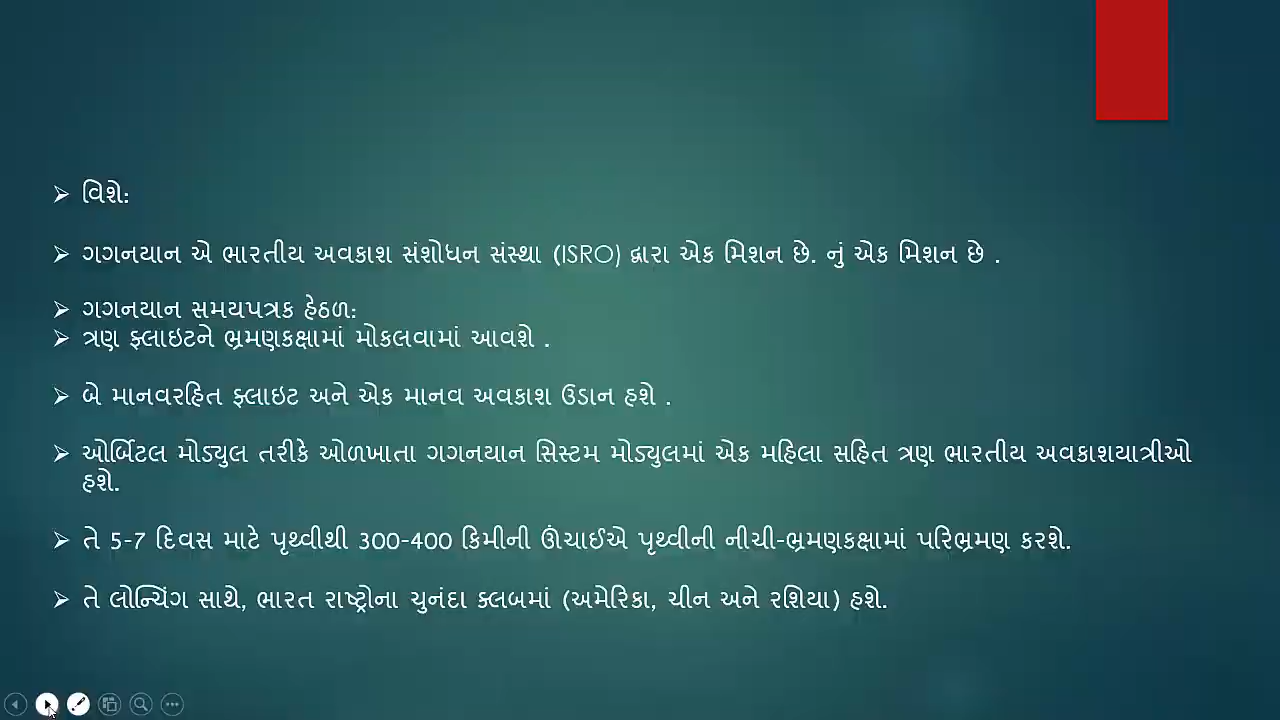 ➢ વિશે:
➢ ગગનયાન એ ભારતીય અવકાશ સંશોધન સંસ્થા (ISRO) દ્વારા એક મિશન છે. નું એક મિશન છે .
➢ ગગનયાન સમયપત્રક હેઠળ:
➢ ત્રણ ફ્લાઇટને ભ્રમણકક્ષામાં મોકલવામાં આવશે .
➢ બે માનવરહિત ફ્લાઇટ અને એક માનવ અવકાશ ઉડાન હશે .
➢ ઓર્બિટલ મોડ્યુલ તરીકે ઓળખાતા ગગનયાન સિસ્ટમ મોડ્યુલમાં એક મહિલા સહિત ત્રણ ભારતીય અવકાશયાત્રીઓ
હશે.
➢ તે 5-7 દિવસ માટે પૃથ્વીથી 300-400 કિમીની ઊંચાઈએ પૃથ્વીની નીચી-ભ્રમણકક્ષામાં પરિભ્રમણ કરશે.
➢ તે લોન્ચિંગ સાથે, ભારત રાષ્ટ્રોના ચુનંદા ક્લબમાં (અમેરિકા, ચીન અને રશિયા) હશે.